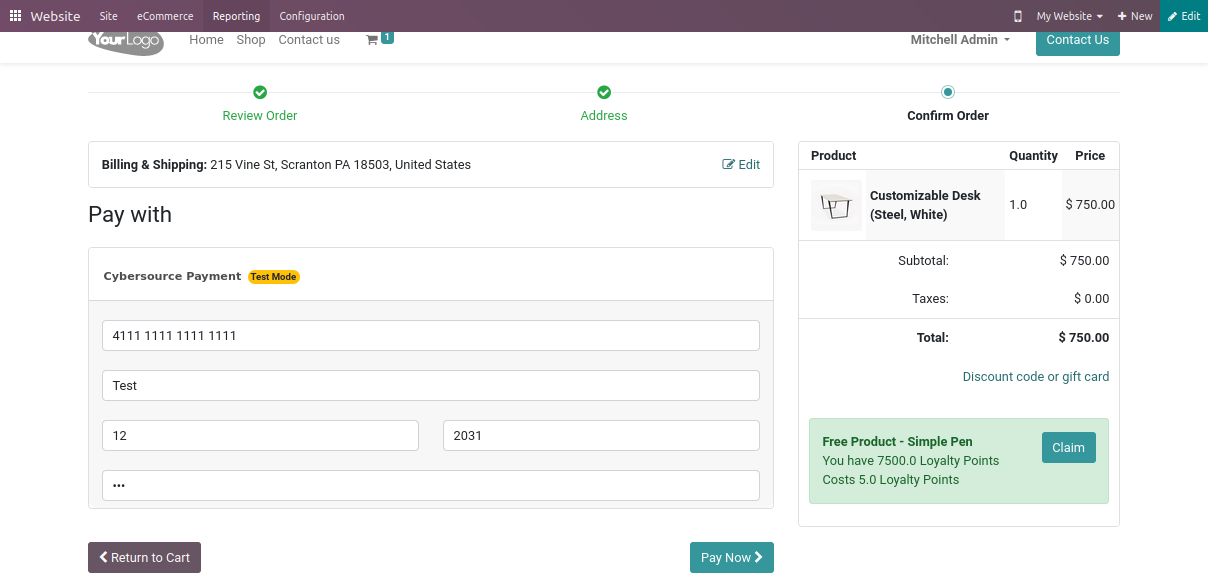 Website Site eCommerce Reporting Configuration My Website New Edit
YourLogo Home Shop Contact us 1 Mitchell Admin Contact Us
Review Order Address Confirm Order
Billing & Shipping: 215 Vine St, Scranton PA 18503, United States Edit
Pay with
Cybersource Payment Test Mode
4111 1111 1111 1111
Test
12 2031
•••
Return to Cart Pay Now
Product Quantity Price
Customizable Desk
(Steel, White) 1.0 $ 750.00
Subtotal: $ 750.00
Taxes: $ 0.00
Total: $ 750.00
Discount code or gift card
Free Product - Simple Pen
You have 7500.0 Loyalty Points
Costs 5.0 Loyalty Points
Claim